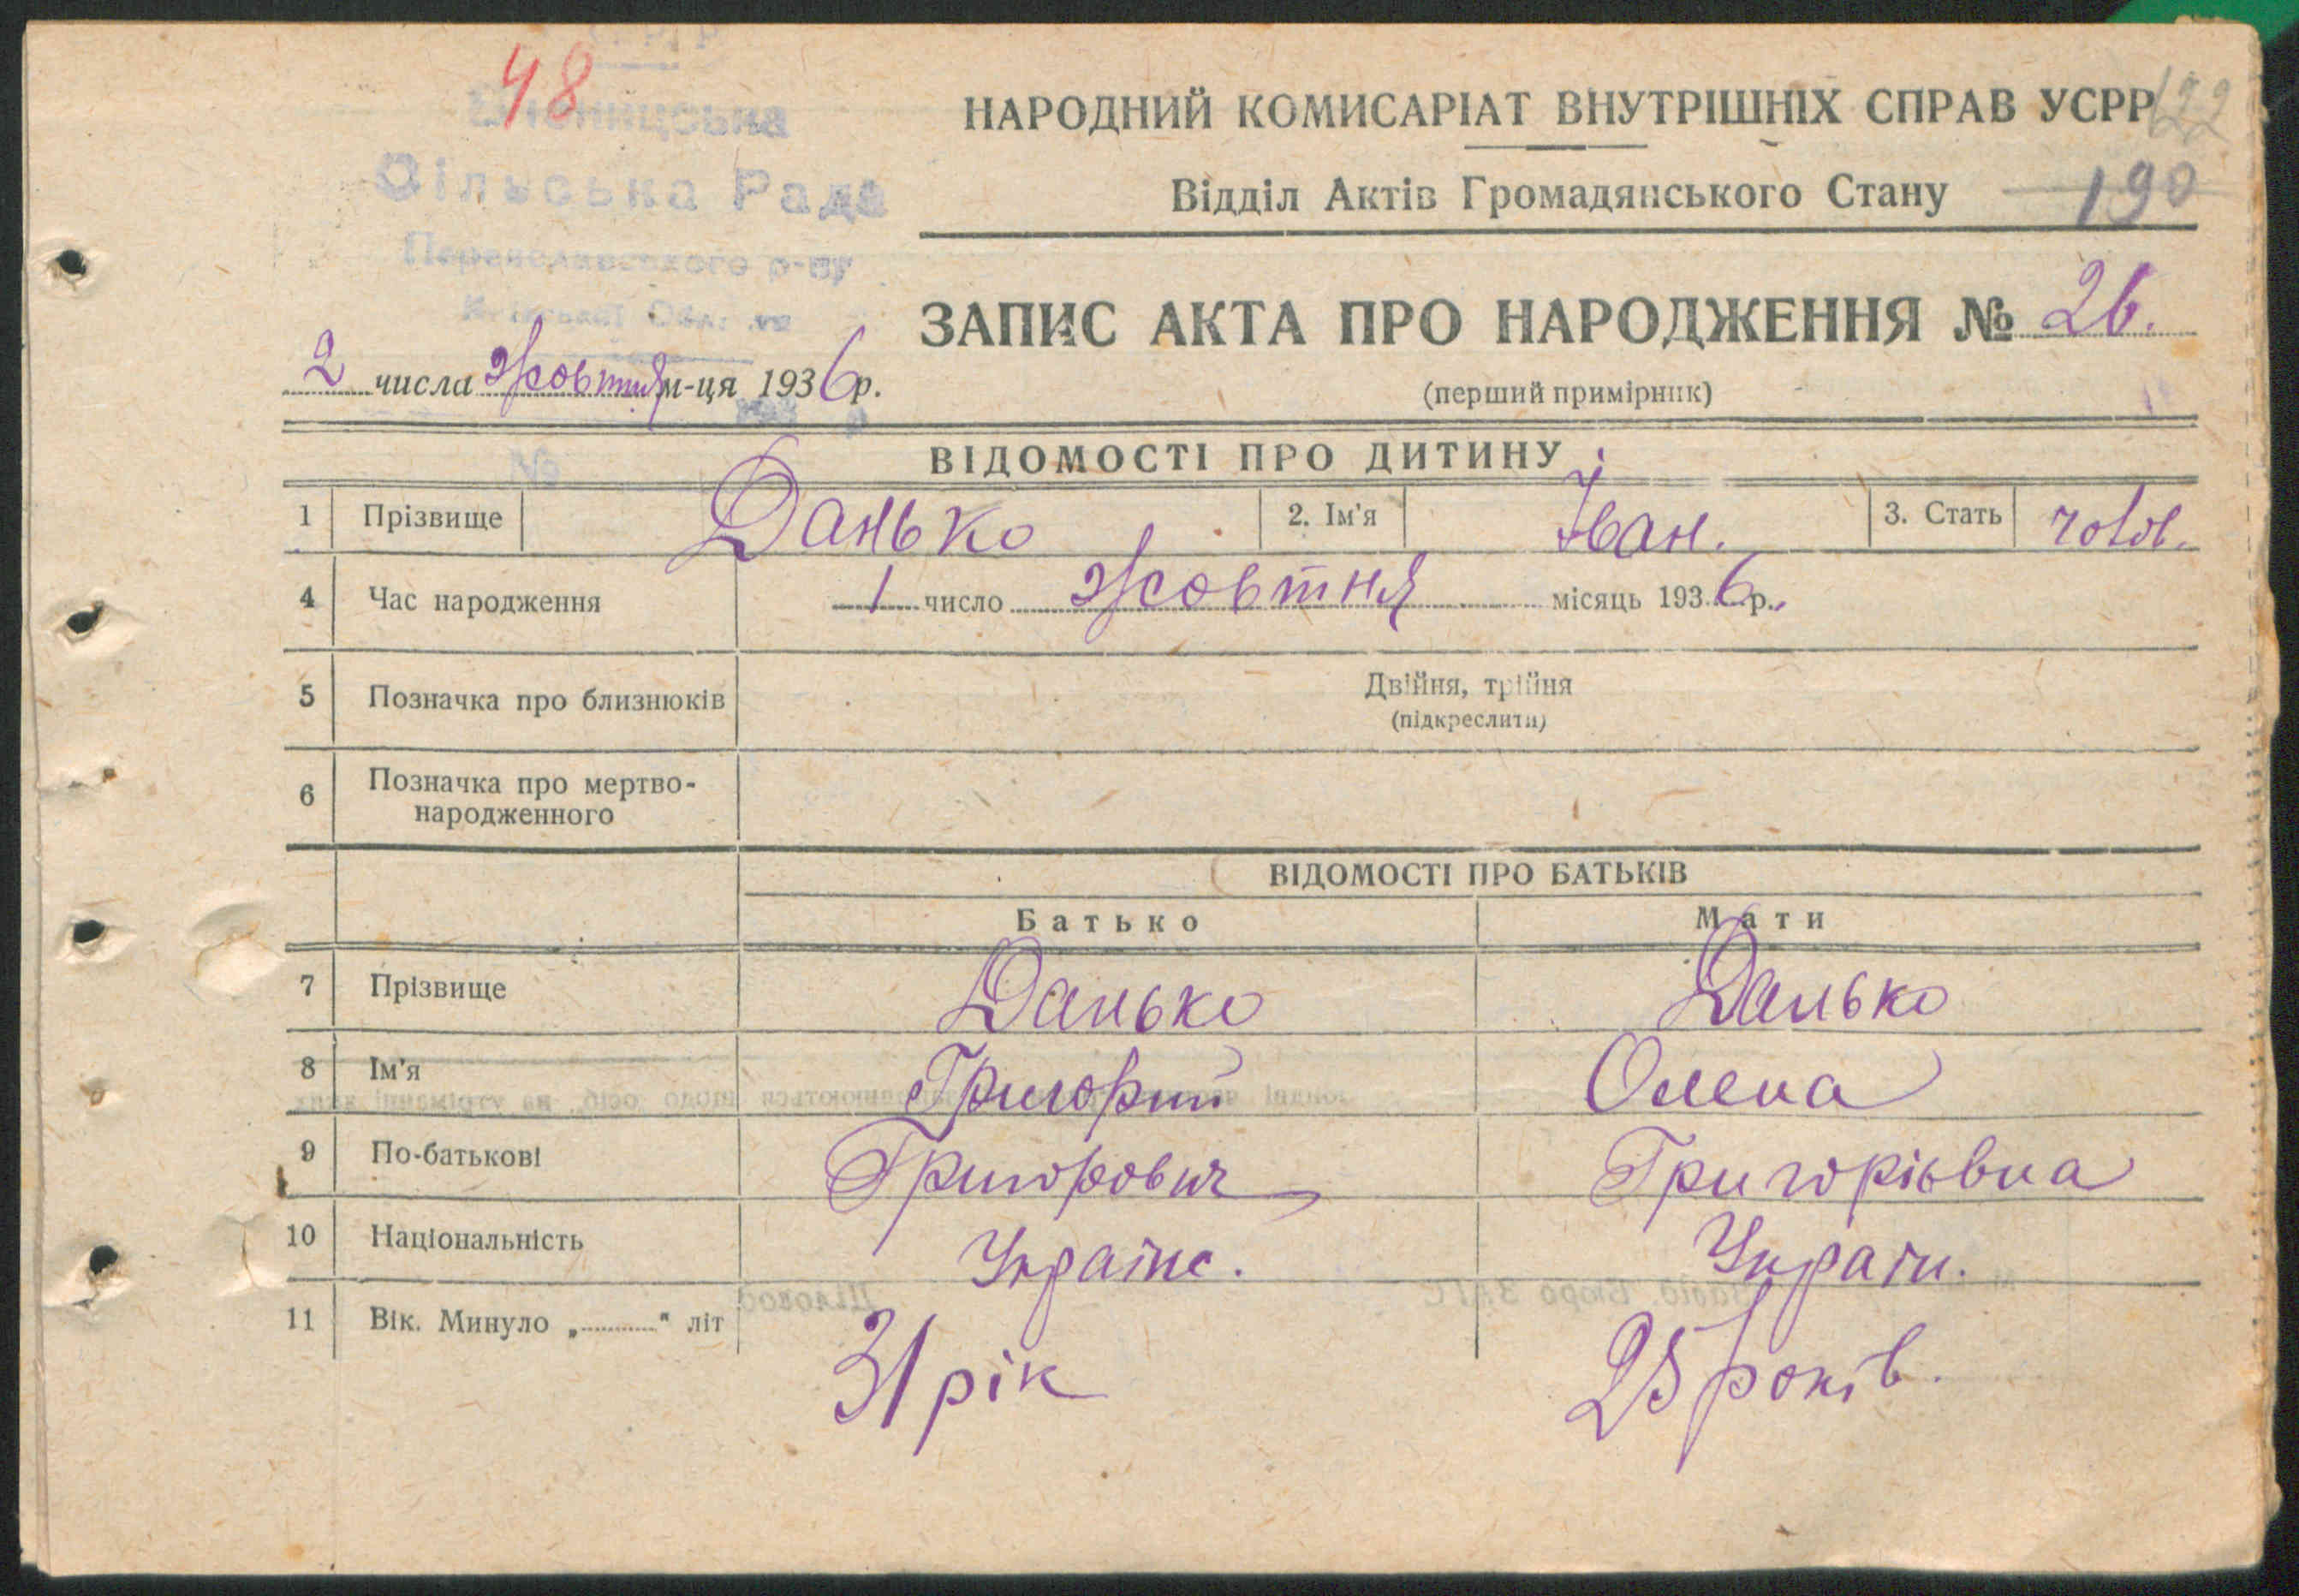 48
Сільська Рада
Переяславського р-ну
НАРОДНИЙ КОМИСАРІАТ ВНУТРІШНІХ СПРАВ УСРР
122
Відділ Актів Громадянського Стану
190
ЗАПИС АКТА ПРО НАРОДЖЕННЯ № 26.
2 числа Жовтня м-ця 1936 р.
(перший примірник)
№
ВІДОМОСТІ ПРО ДИТИНУ
1 Прізвище Данько 2. Ім'я Іван. 3. Стать чолов.
4 Час народження 1 число Жовтня місяць 1936 р.
5 Позначка про близнюків Двійня, трійня
(підкреслити)
6 Позначка про мертво-
народженного
ВІДОМОСТІ ПРО БАТЬКІВ
Батько Мати
7 Прізвище Данько Данько
8 Ім'я Григорий Олена
9 По-батькові Григорович Григорівна
10 Національність Українс. Україн.
11 Вік. Минуло „ " літ 31 рік 25 років.